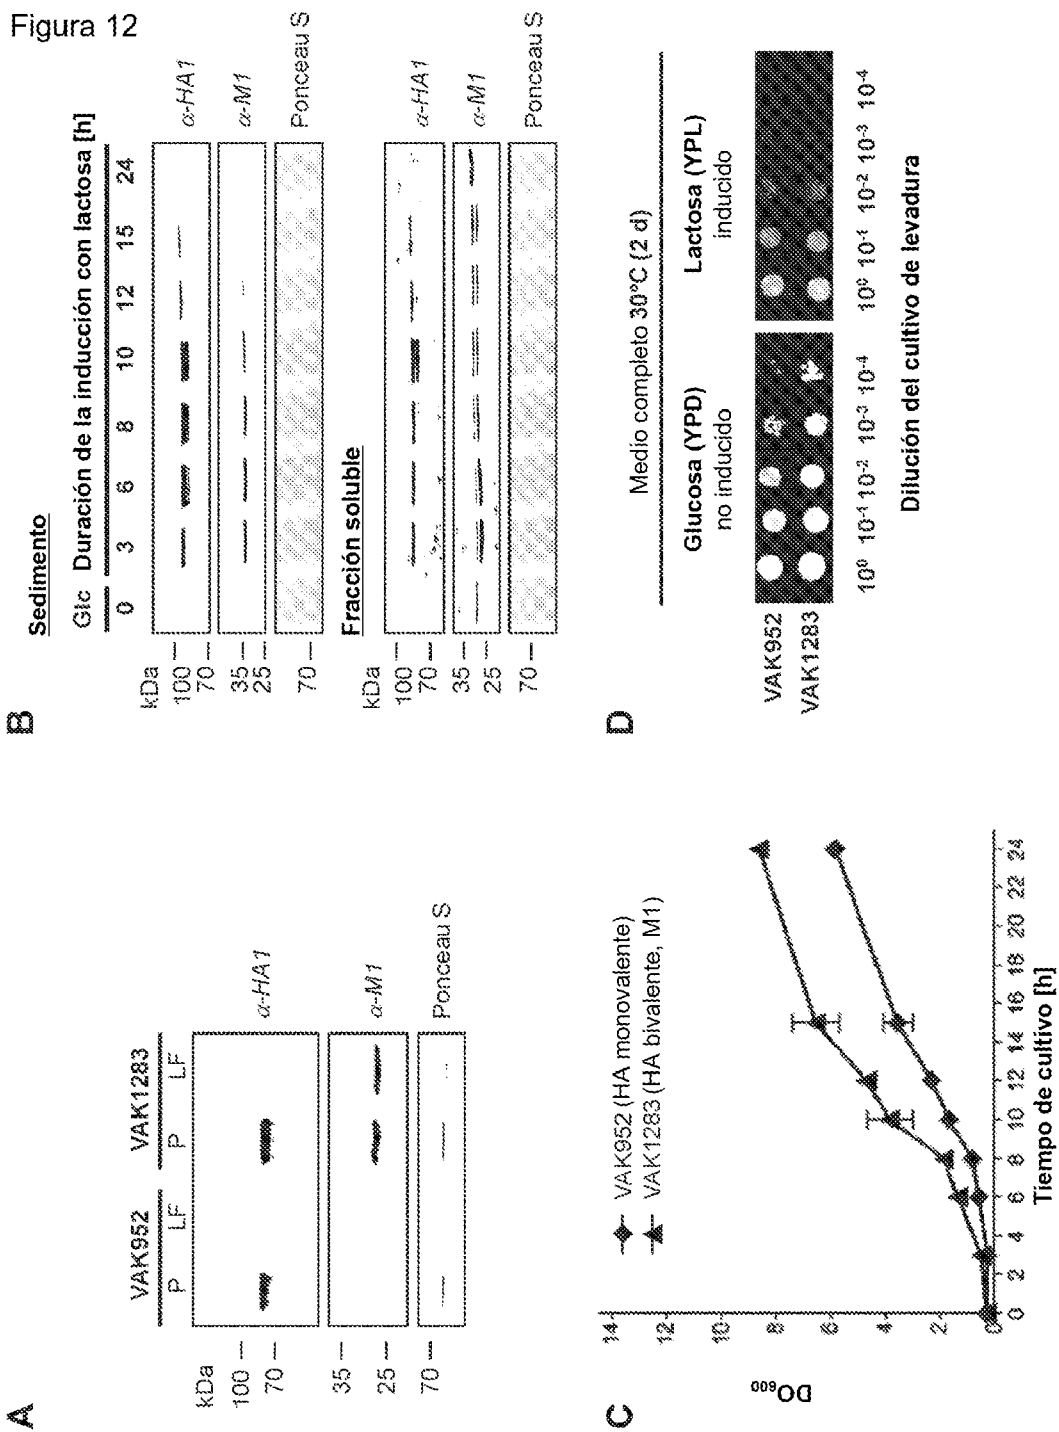 Figura 12
A
VAK952 VAK1283
P LF P LF
kDa
100
70
α-HA1
35
25
α-M1
70
Ponceau S
B
Sedimento
Glc Duración de la inducción con lactosa [h]
0 3 6 8 10 12 15 24
kDa
100
70
α-HA1
35
25
α-M1
70
Ponceau S
Fracción soluble
kDa
100
70
α-HA1
35
25
α-M1
70
Ponceau S
C
VAK952 (HA monovalente)
VAK1283 (HA bivalente, M1)
DO600
14
12
10
8
6
4
2
0
0 2 4 6 8 10 12 14 16 18 20 22 24
Tiempo de cultivo [h]
D
Medio completo 30°C (2 d)
Glucosa (YPD) Lactosa (YPL)
no inducido inducido
VAK952
VAK1283
10⁰ 10⁻¹ 10⁻² 10⁻³ 10⁻⁴ 10⁰ 10⁻¹ 10⁻² 10⁻³ 10⁻⁴
Dilución del cultivo de levadura